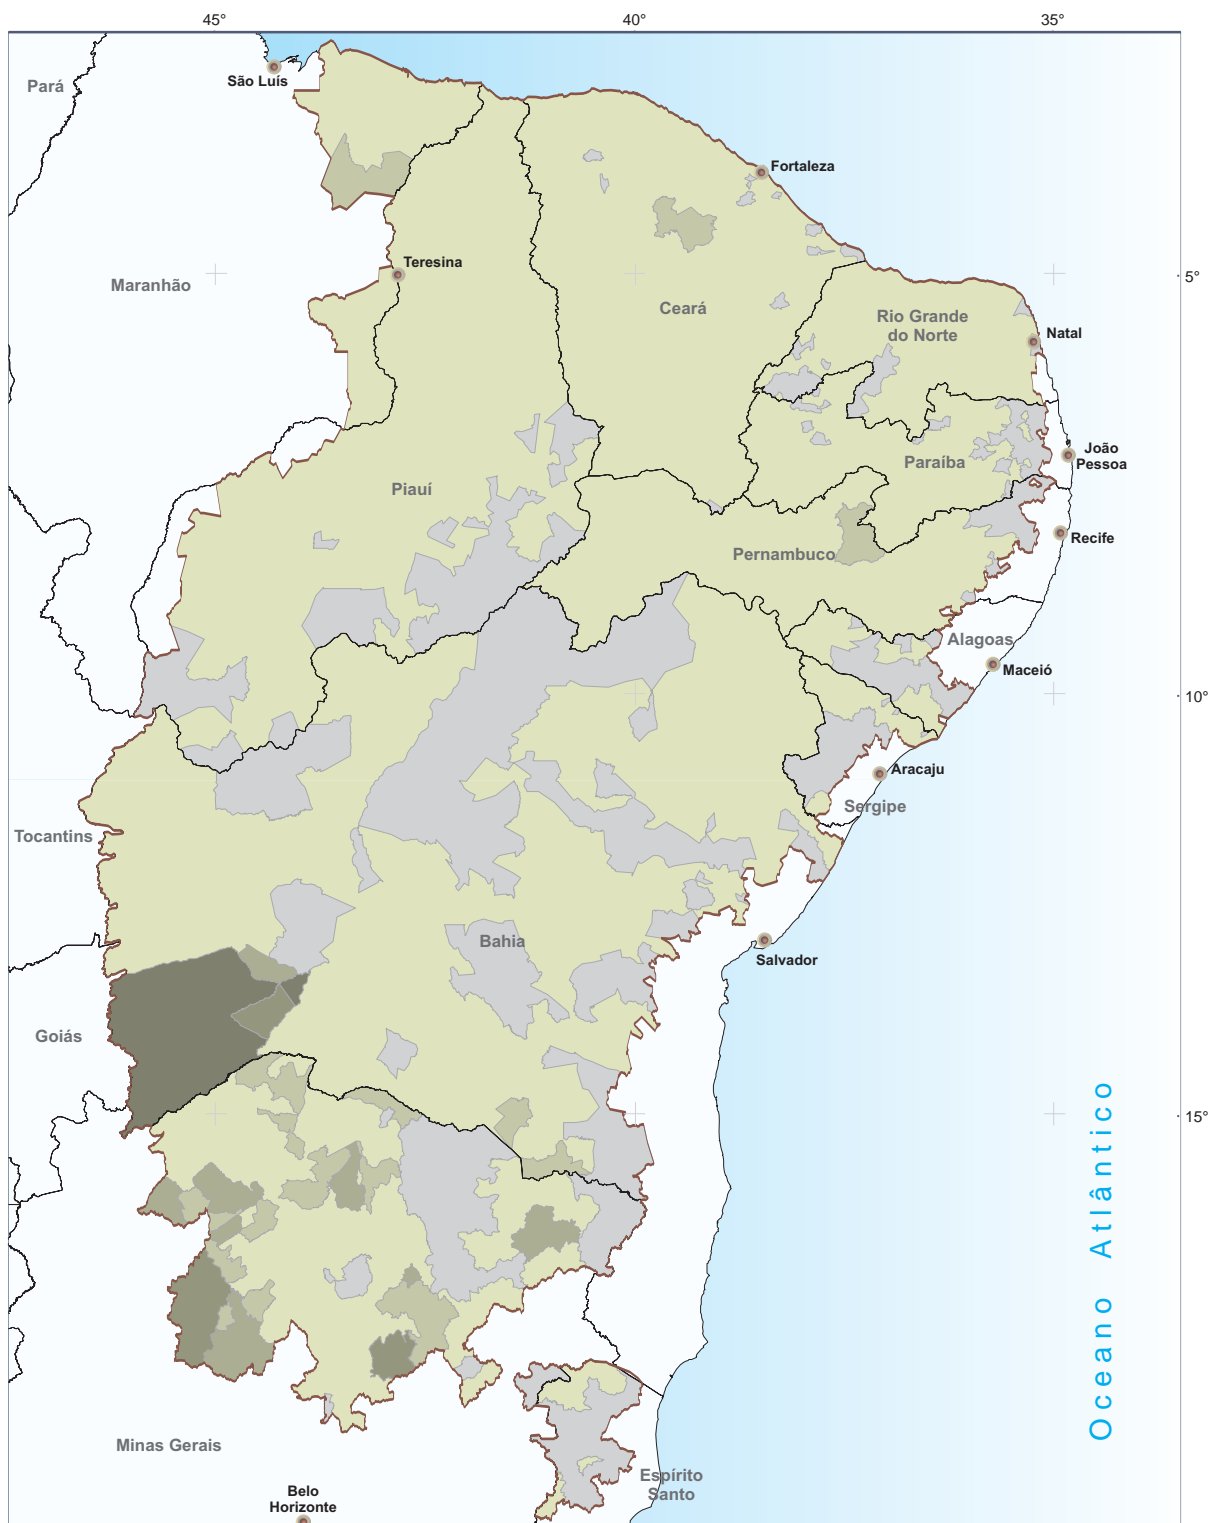 45°
40°
35°
São Luís
Pará
Fortaleza
Teresina
5°
Maranhão
Ceará
Rio Grande
do Norte
Natal
João
Pessoa
Paraíba
Piauí
Recife
Pernambuco
Alagoas
Maceió
10°
Aracaju
Sergipe
Tocantins
Bahia
Salvador
Goiás
15°
Oceano Atlântico
Minas Gerais
Espírito
Santo
Belo
Horizonte